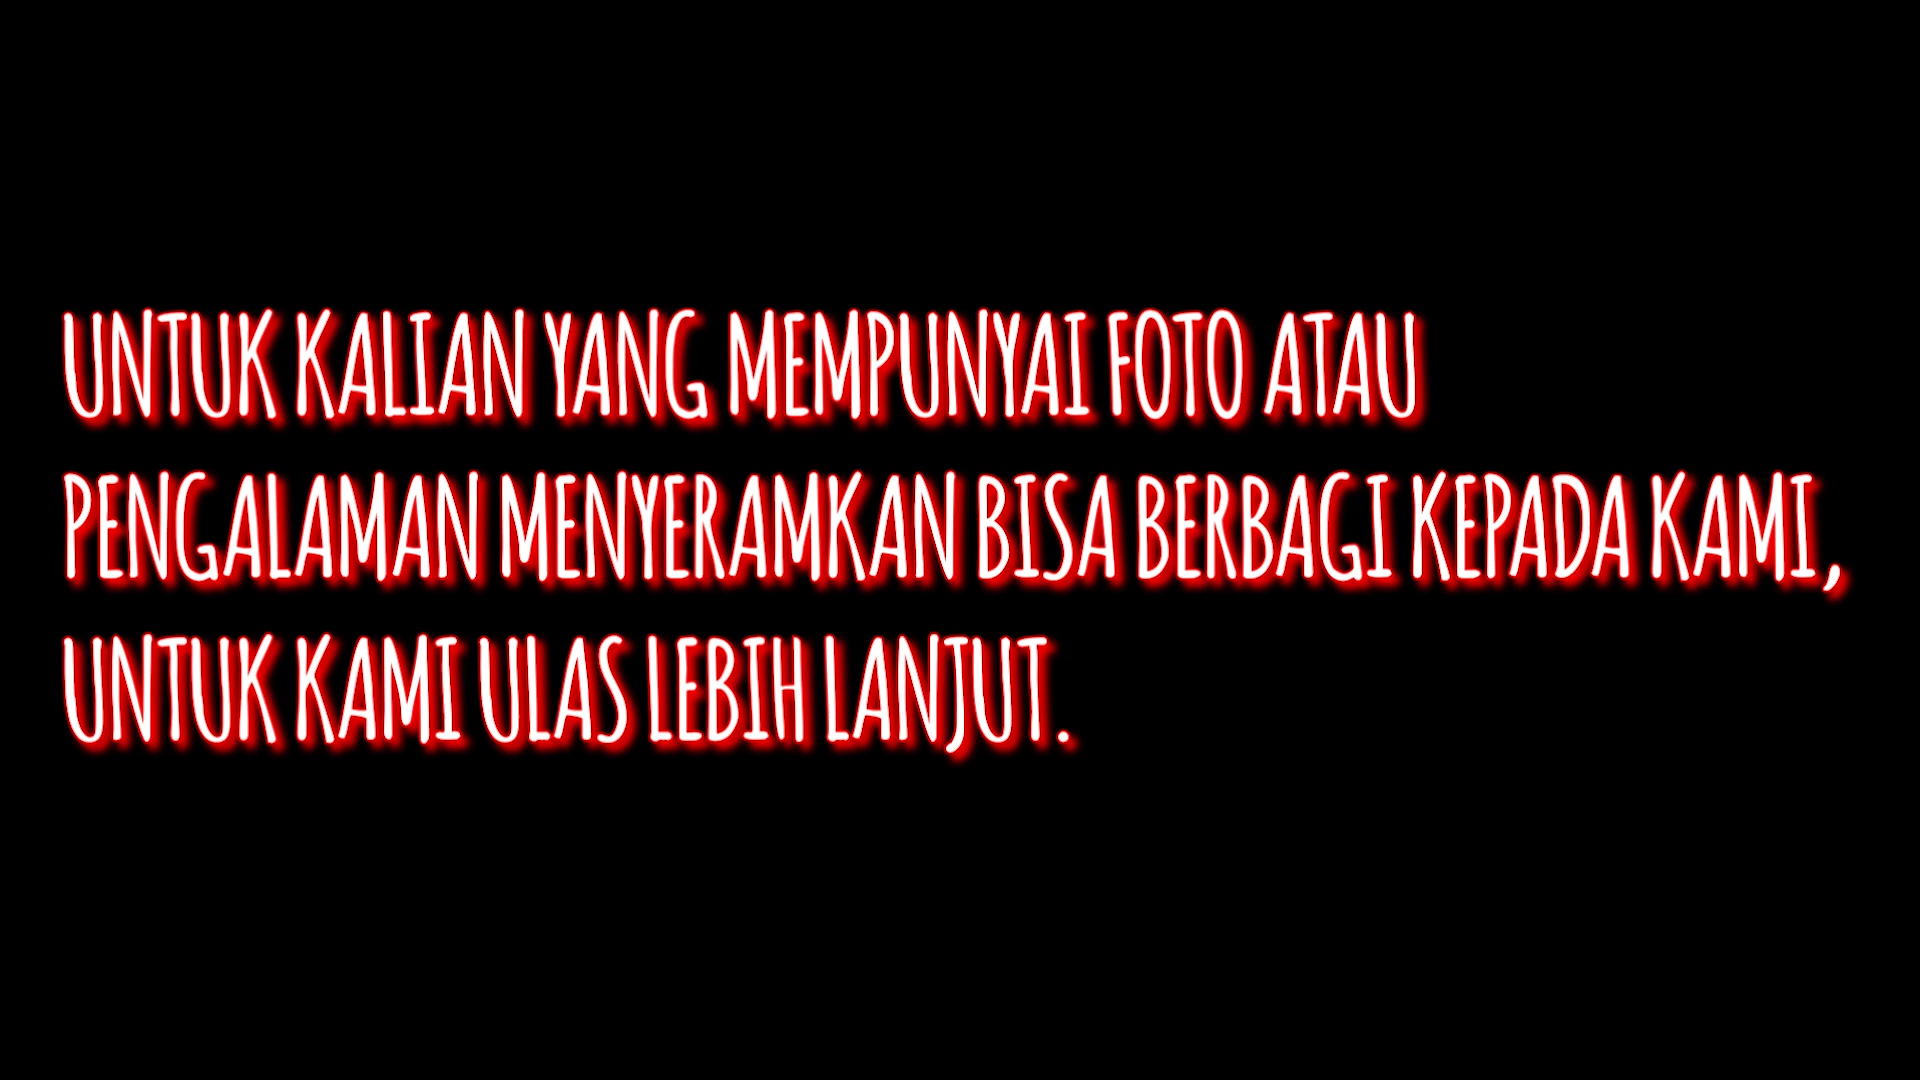 UNTUK KALIAN YANG MEMPUNYAI FOTO ATAU
PENGALAMAN MENYERAMKAN BISA BERBAGI KEPADA KAMI,
UNTUK KAMI ULAS LEBIH LANJUT.